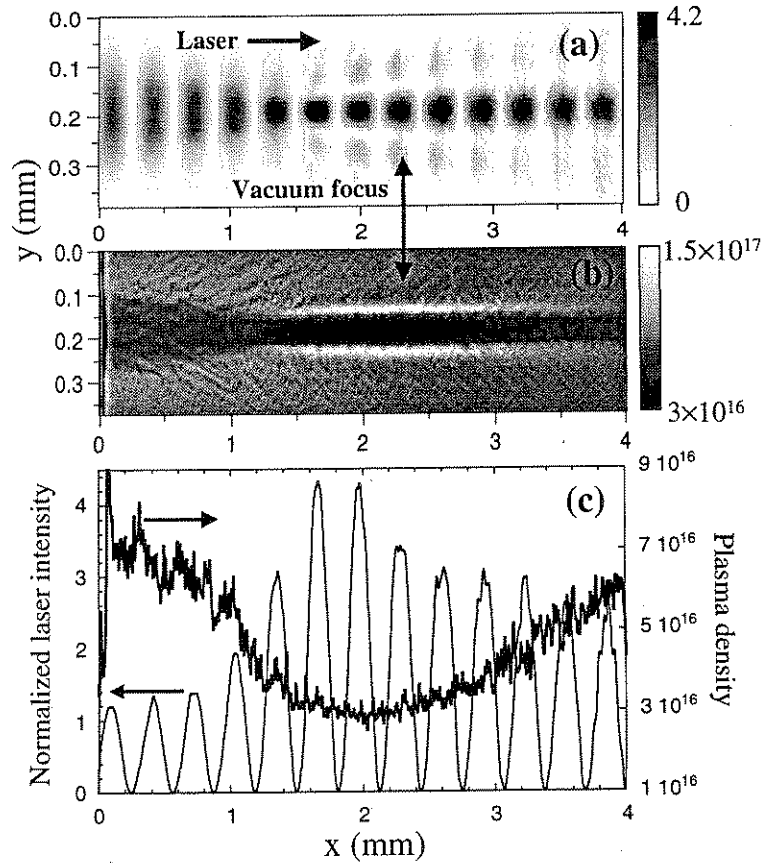 0.0
Laser
(a)
4.2
0.1
0.2
0.3
Vacuum focus
0
0 1 2 3 4
y (mm)
0.0
(b)
1.5×10¹⁷
0.1
0.2
0.3
3×10¹⁶
0 1 2 3 4
9 10¹⁶
4
(c)
7 10¹⁶
3
5 10¹⁶
2
3 10¹⁶
1
0
1 10¹⁶
Normalized laser intensity
Plasma density
0 1 2 3 4
x (mm)